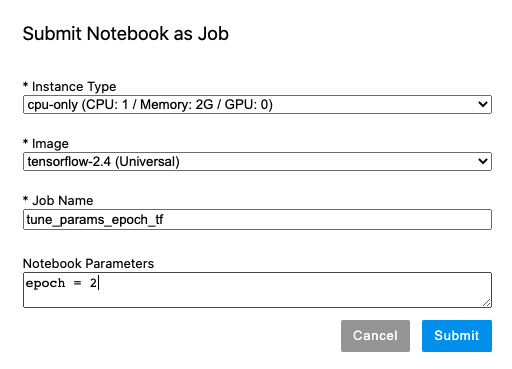 Submit Notebook as Job
* Instance Type
cpu-only (CPU: 1 / Memory: 2G / GPU: 0)
* Image
tensorflow-2.4 (Universal)
* Job Name
tune_params_epoch_tf
Notebook Parameters
epoch = 2
Cancel Submit